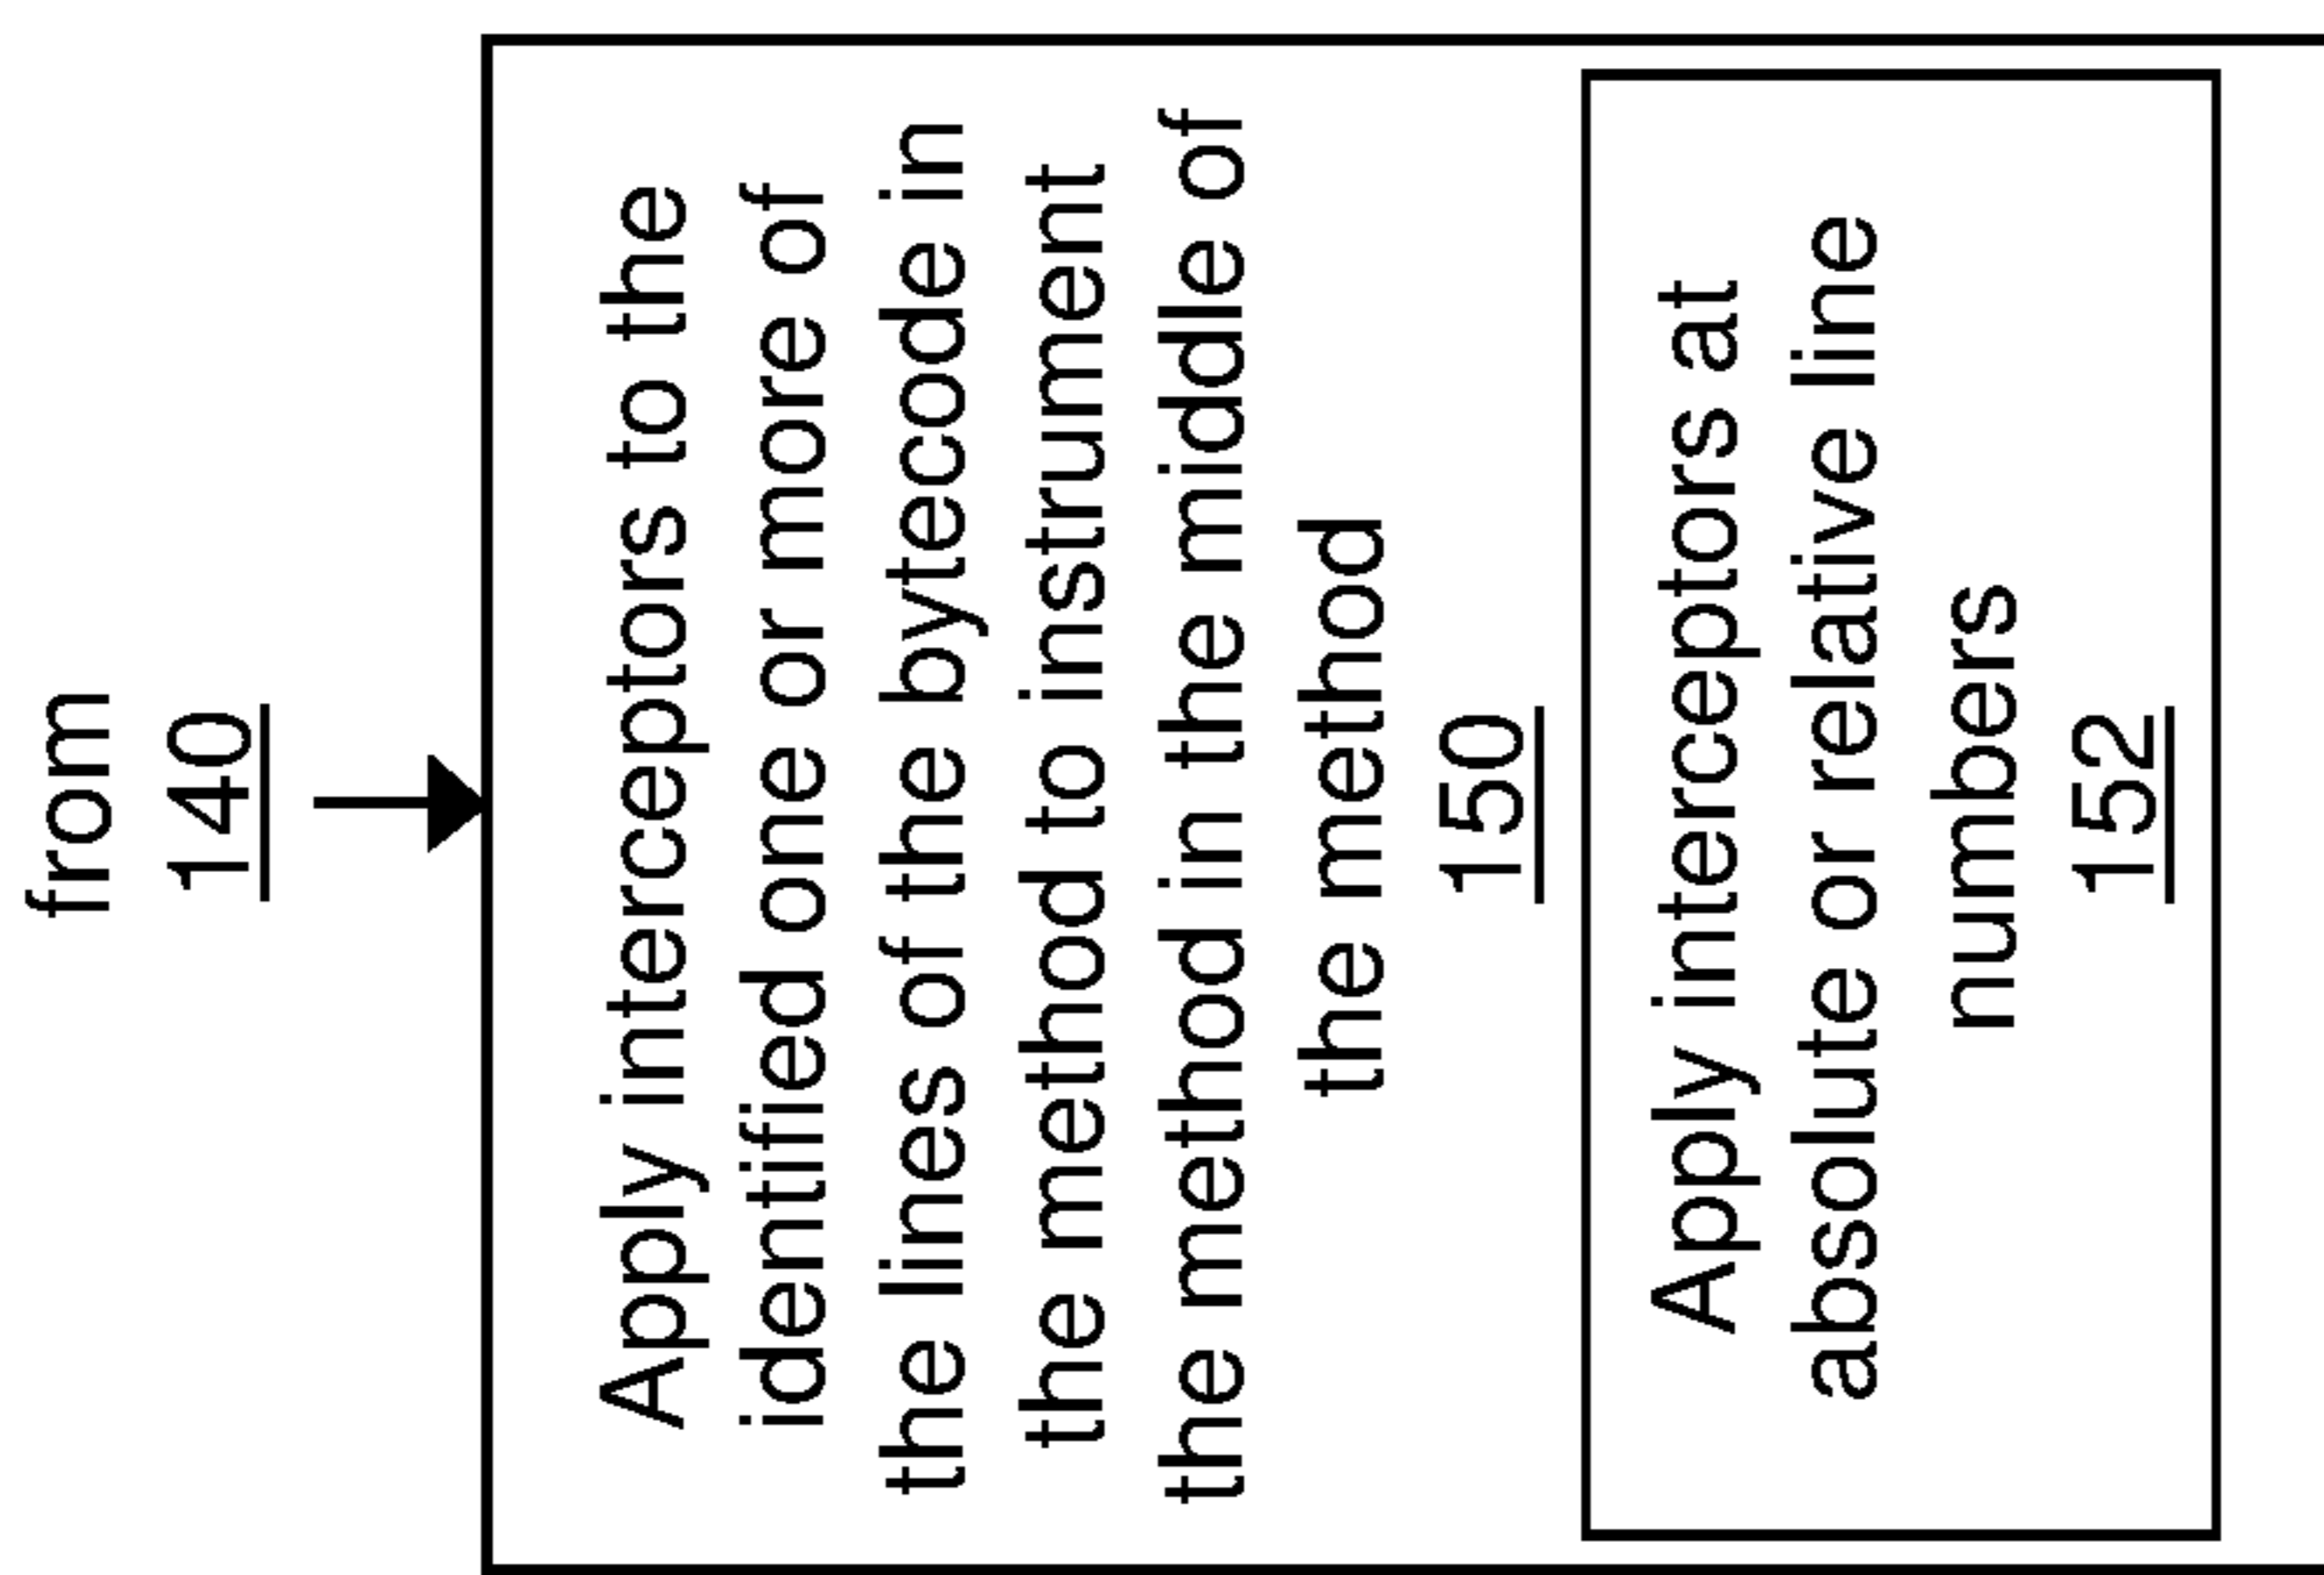 from
140
Apply interceptors to the
identified one or more of
the lines of the bytecode in
the method to instrument
the method in the middle of
the method
150
Apply interceptors at
absolute or relative line
numbers
152